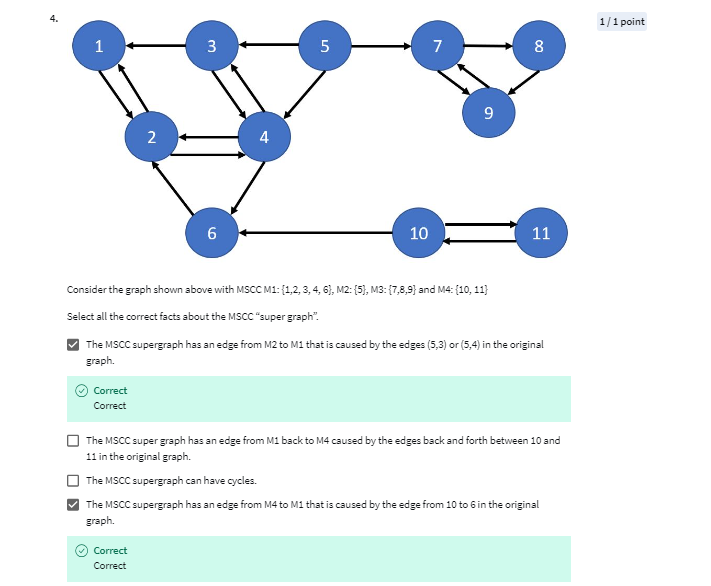 4.
1 / 1 point
1
3
5
7
8
9
2
4
6
10
11
Consider the graph shown above with MSCC M1: {1,2, 3, 4, 6}, M2: {5}, M3: {7,8,9} and M4: {10, 11}
Select all the correct facts about the MSCC "super graph".
The MSCC supergraph has an edge from M2 to M1 that is caused by the edges (5,3) or (5,4) in the original
graph.
Correct
Correct
The MSCC super graph has an edge from M1 back to M4 caused by the edges back and forth between 10 and
11 in the original graph.
The MSCC supergraph can have cycles.
The MSCC supergraph has an edge from M4 to M1 that is caused by the edge from 10 to 6 in the original
graph.
Correct
Correct